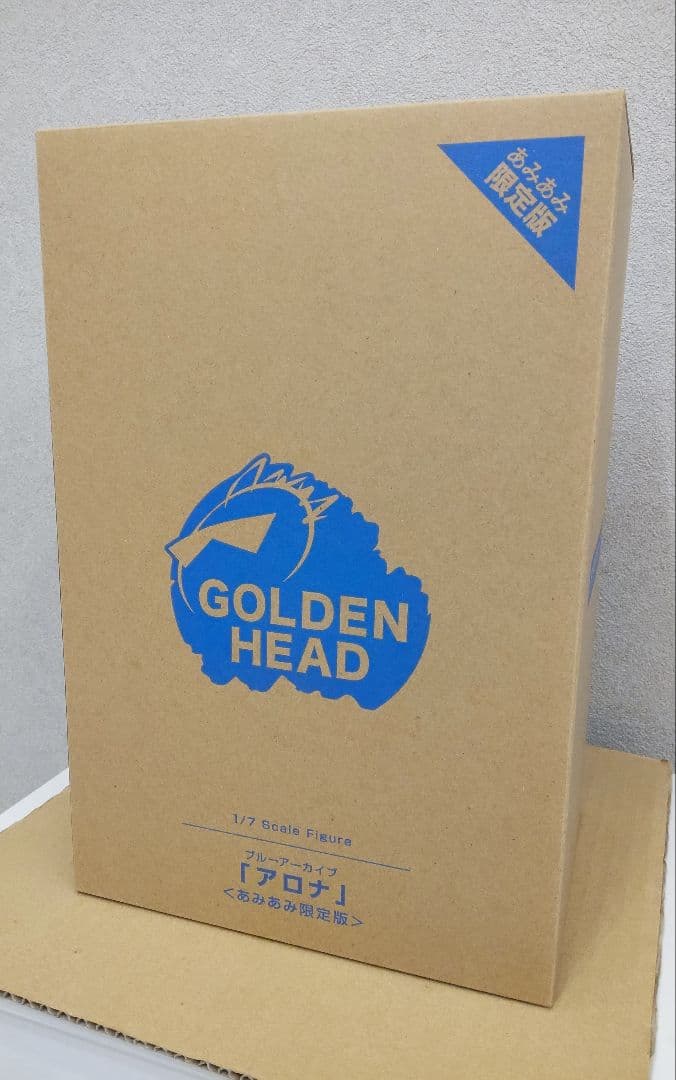 あみあみ
限定版
GOLDEN
HEAD
1/7 Scale Figure
ブルーアーカイブ
「アロナ」
<あみあみ限定版>